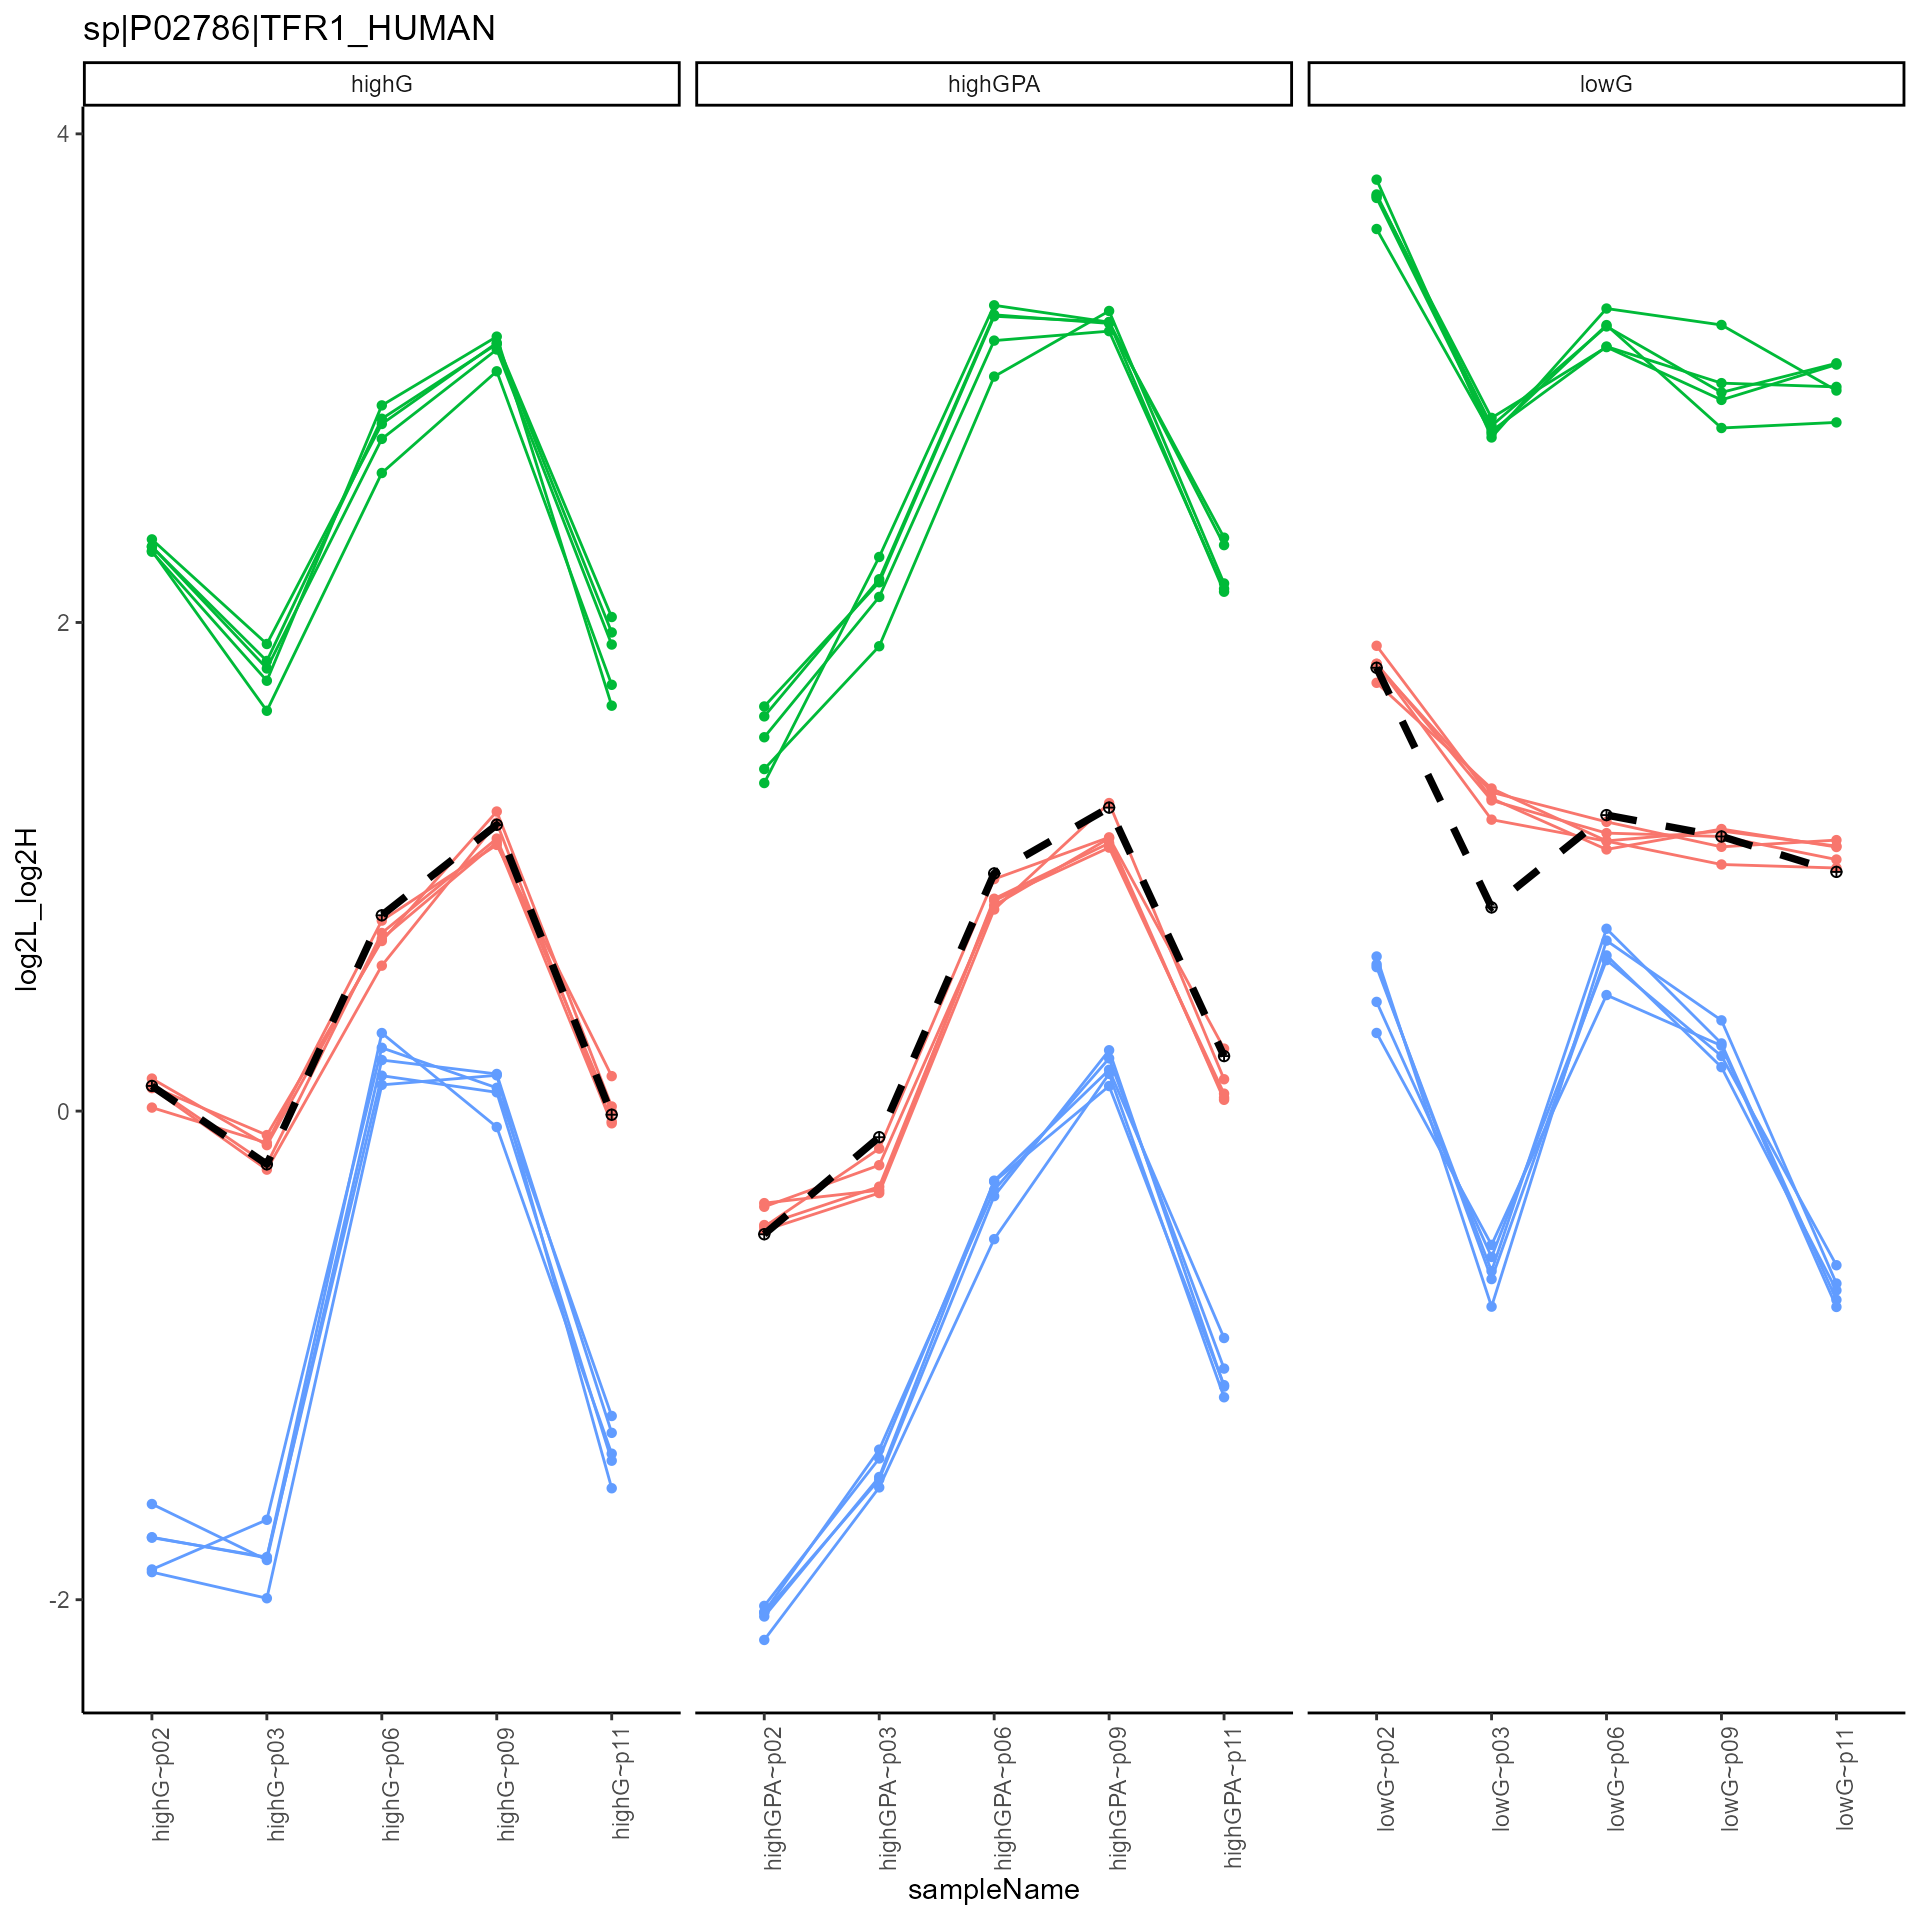 sp|P02786|TFR1_HUMAN
highG
highGPA
lowG
log2L_log2H
4
2
0
-2
highG~p02
highG~p03
highG~p06
highG~p09
highG~p11
highGPA~p02
highGPA~p03
highGPA~p06
highGPA~p09
highGPA~p11
lowG~p02
lowG~p03
lowG~p06
lowG~p09
lowG~p11
sampleName